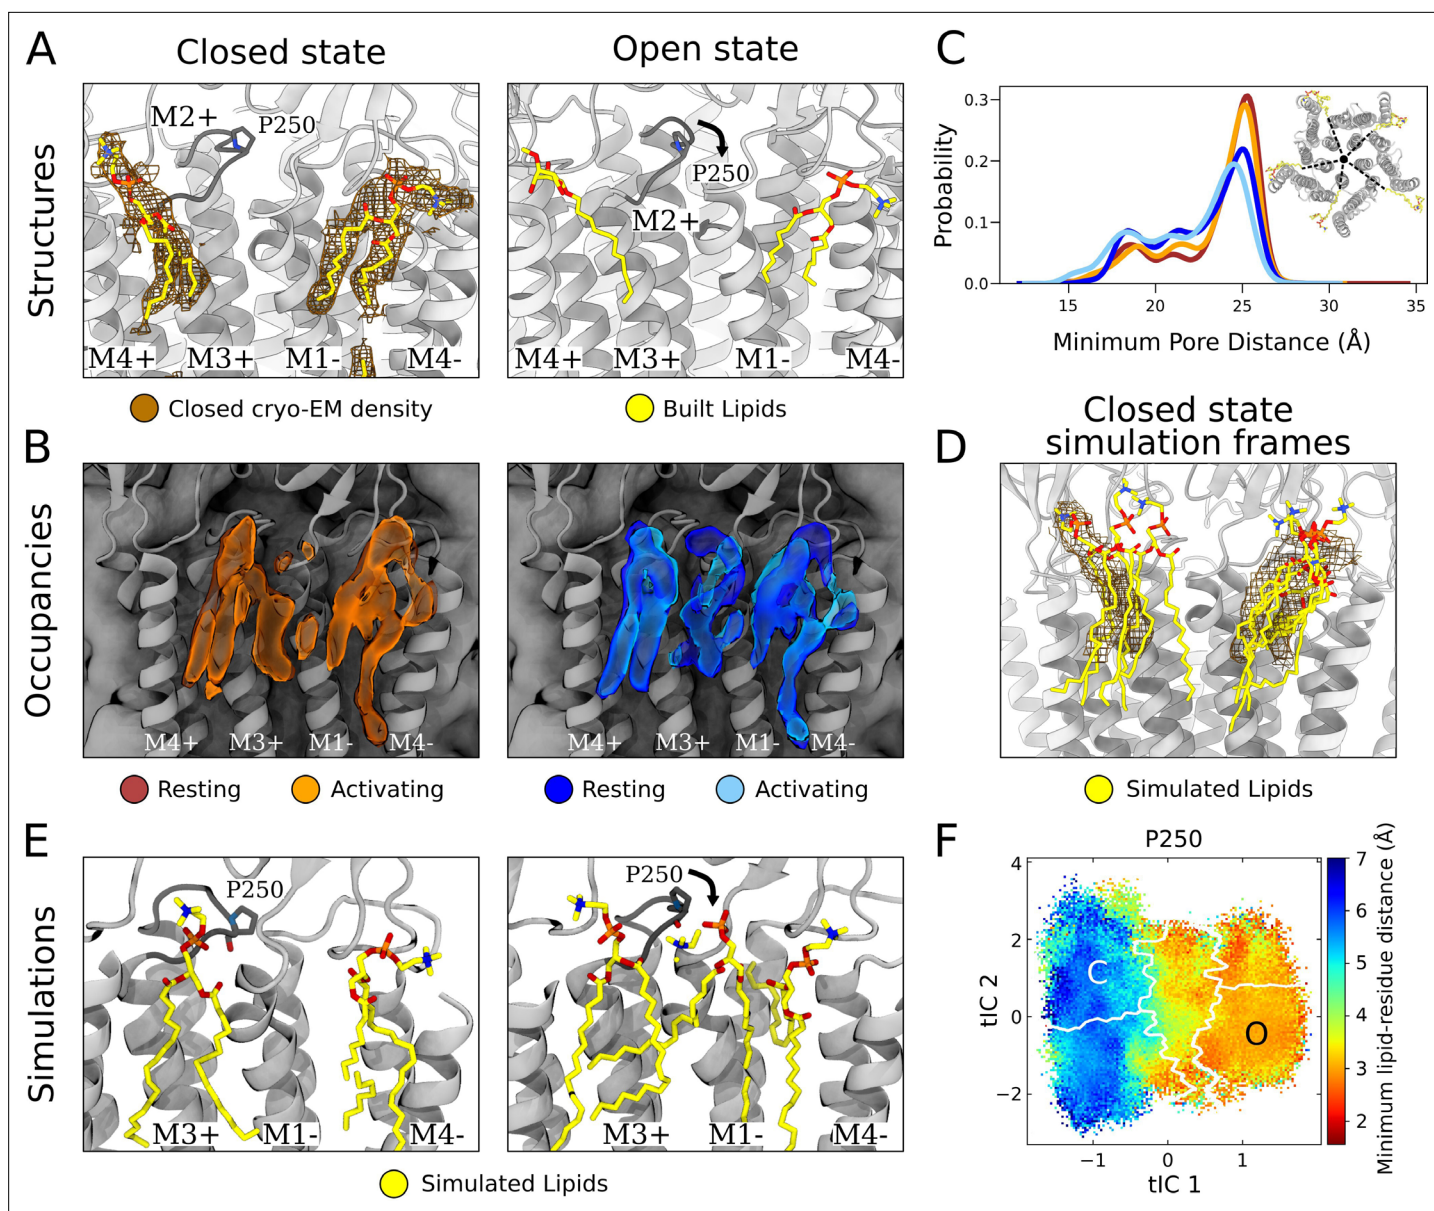 A
Closed state
Open state
Structures
M2+
P250
M4+
M3+
M1-
M4-
P250
M2+
M4+
M3+
M1-
M4-
Closed cryo-EM density
Built Lipids
C
Probability
0.3
0.2
0.1
0.0
15
20
25
30
35
Minimum Pore Distance (Å)
B
Occupancies
M4+
M3+
M1-
M4-
M4+
M3+
M1-
M4-
Resting
Activating
Resting
Activating
D
Closed state
simulation frames
Simulated Lipids
E
Simulations
P250
M3+
M1-
M4-
P250
M3+
M1-
M4-
Simulated Lipids
F
P250
tIC 2
4
2
0
−2
C
O
−1
0
1
tIC 1
7
6
5
4
3
2
Minimum lipid-residue distance (Å)